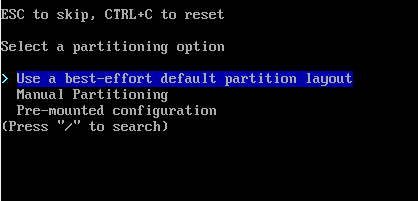 ESC to skip, CTRL+C to reset
Select a partitioning option
> Use a best-effort default partition layout
Manual Partitioning
Pre-mounted configuration
(Press "/" to search)